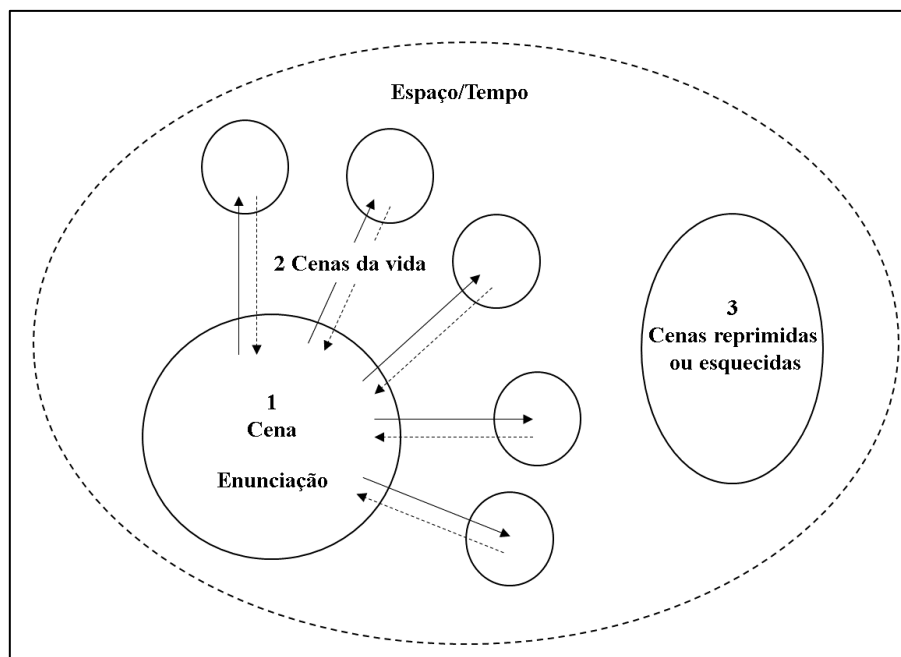 Espaço/Tempo
2 Cenas da vida
3
Cenas reprimidas
ou esquecidas
1
Cena
Enunciação